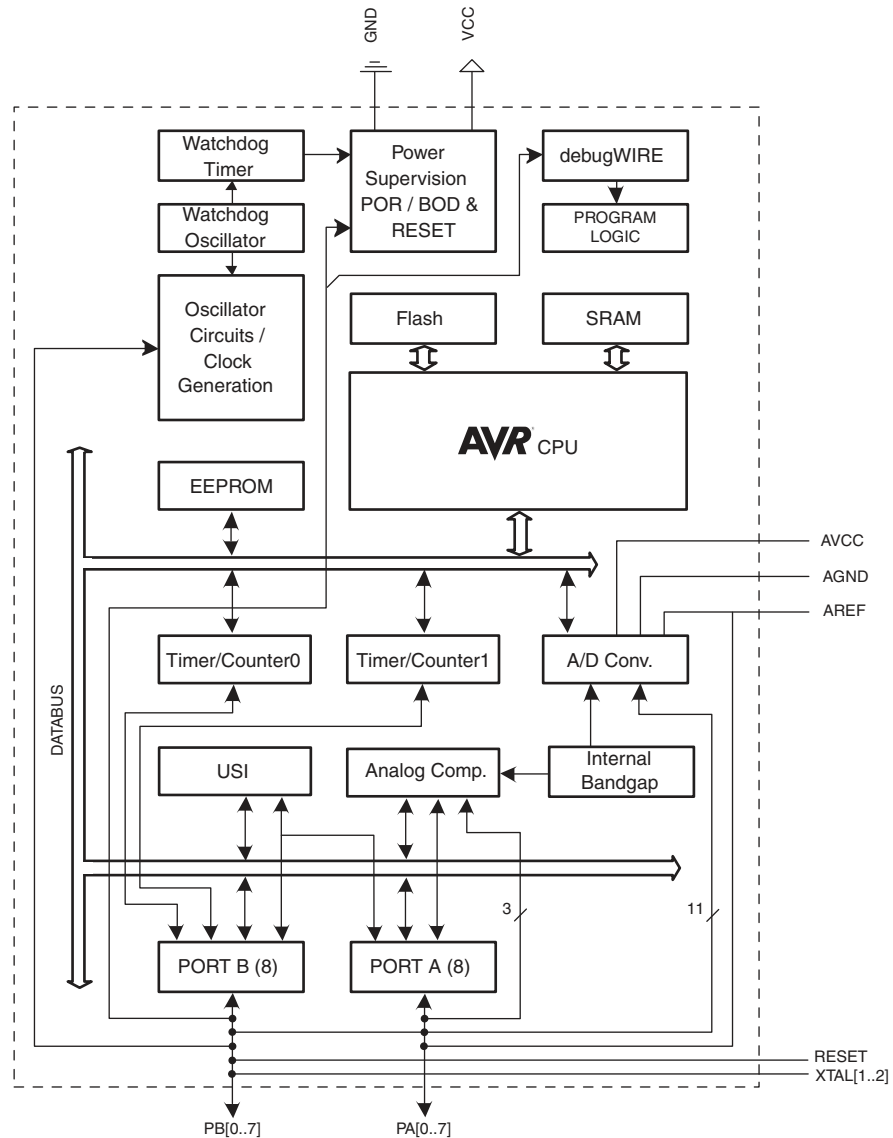 GND
VCC
Watchdog
Timer
Power
Supervision
POR / BOD &
RESET
debugWIRE
Watchdog
Oscillator
PROGRAM
LOGIC
Oscillator
Circuits /
Clock
Generation
Flash
SRAM
AVR® CPU
EEPROM
AVCC
AGND
AREF
Timer/Counter0
Timer/Counter1
A/D Conv.
DATABUS
USI
Analog Comp.
Internal
Bandgap
3
11
PORT B (8)
PORT A (8)
RESET
XTAL[1..2]
PB[0..7]
PA[0..7]